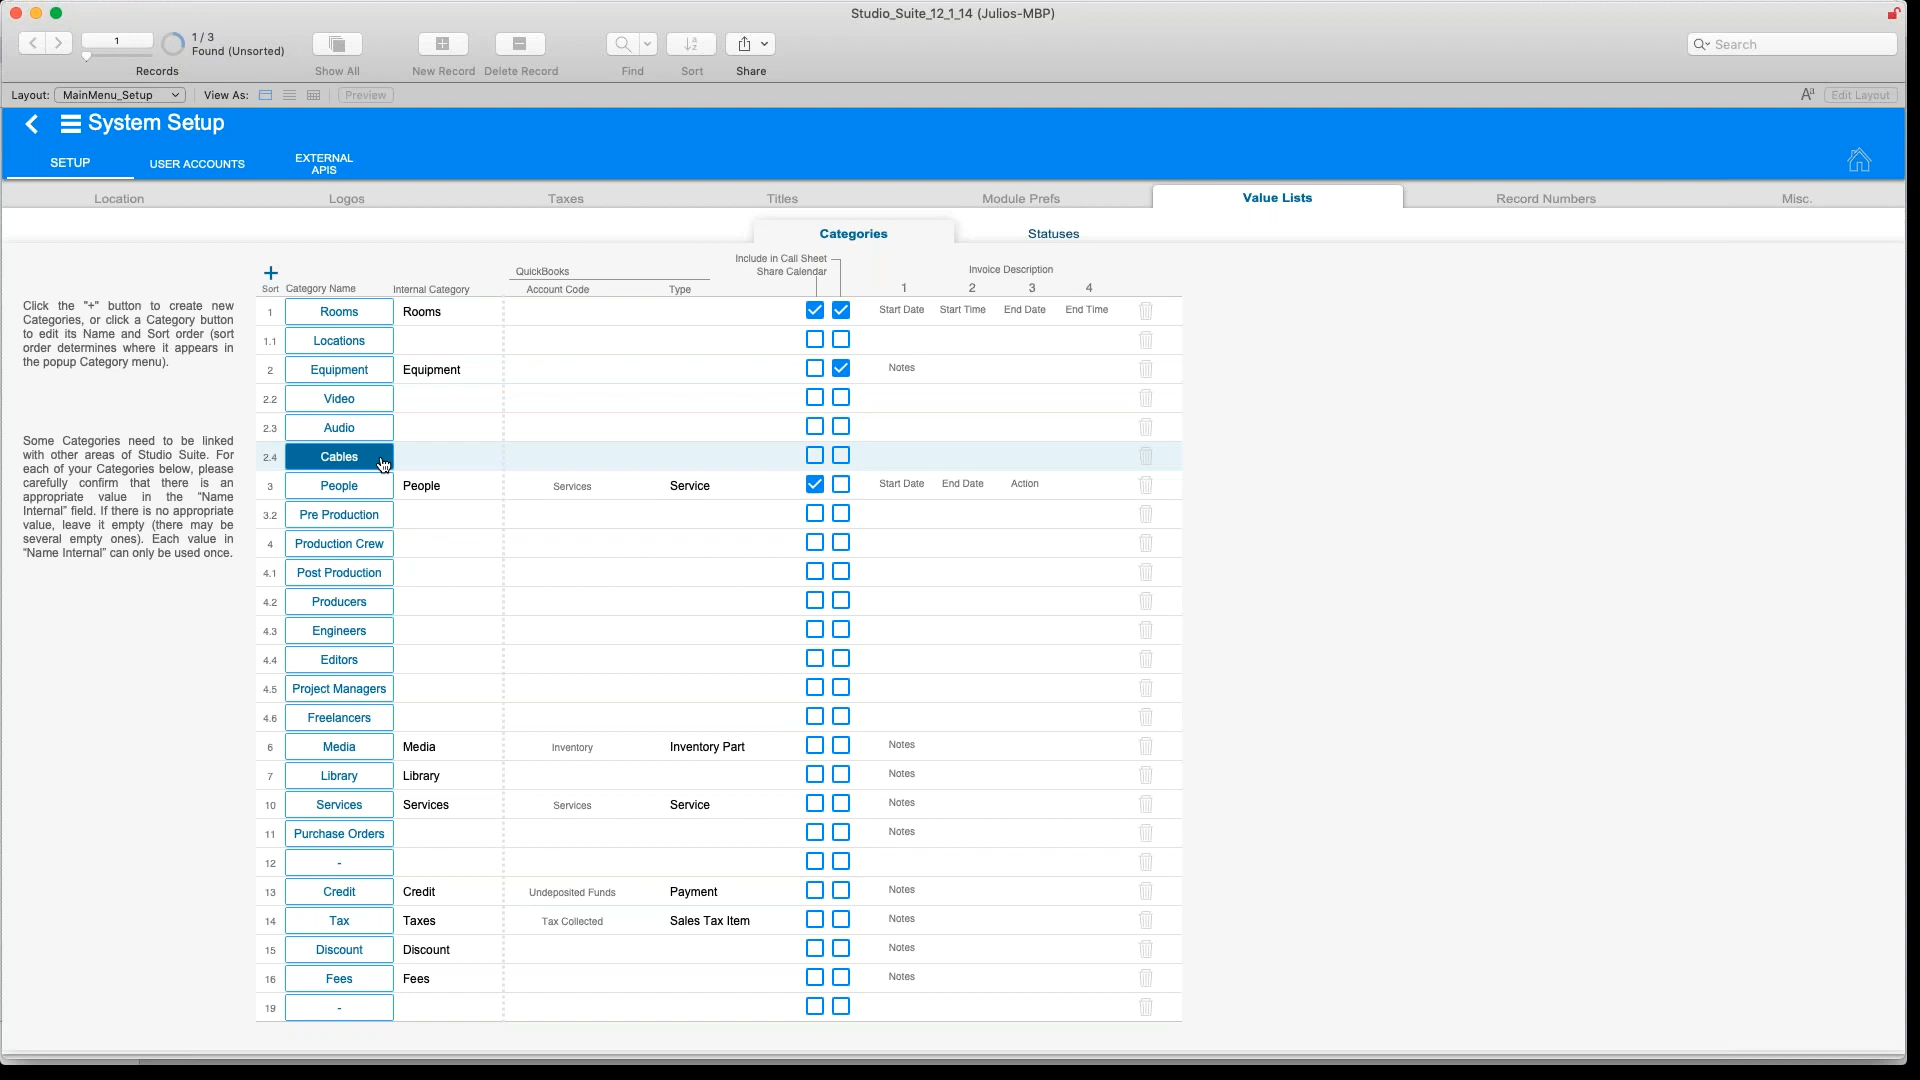 Studio_Suite_12_1_14 (Julios-MBP)
1
1 / 3
Found (Unsorted)
Records
Show All
New Record
Delete Record
Find
Sort
Share
Search
Layout:
MainMenu_Setup
View As:
Preview
Aª
Edit Layout
System Setup
SETUP
USER ACCOUNTS
EXTERNAL
APIS
Location
Logos
Taxes
Titles
Module Prefs
Value Lists
Record Numbers
Misc.
Categories
Statuses
Click the "+" button to create new
Categories, or click a Category button
to edit its Name and Sort order (sort
order determines where it appears in
the popup Category menu).
Some Categories need to be linked
with other areas of Studio Suite. For
each of your Categories below, please
carefully confirm that there is an
appropriate value in the "Name
Internal" field. If there is no appropriate
value, leave it empty (there may be
several empty ones). Each value in
"Name Internal" can only be used once.
+
QuickBooks
Include in Call Sheet
Share Calendar
Invoice Description
Sort Category Name Internal Category Account Code Type 1 2 3 4
1 Rooms Rooms Start Date Start Time End Date End Time
1.1 Locations
2 Equipment Equipment Notes
2.2 Video
2.3 Audio
2.4 Cables
3 People People Services Service Start Date End Date Action
3.2 Pre Production
4 Production Crew
4.1 Post Production
4.2 Producers
4.3 Engineers
4.4 Editors
4.5 Project Managers
4.6 Freelancers
6 Media Media Inventory Inventory Part Notes
7 Library Library Notes
10 Services Services Services Service Notes
11 Purchase Orders Notes
12 -
13 Credit Credit Undeposited Funds Payment Notes
14 Tax Taxes Tax Collected Sales Tax Item Notes
15 Discount Discount Notes
16 Fees Fees Notes
19 -